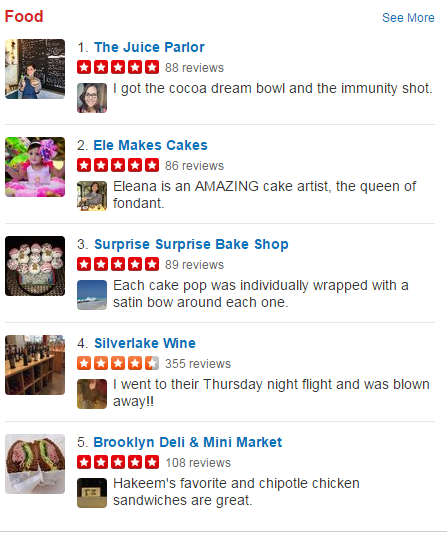 Food
See More
1. The Juice Parlor
88 reviews
I got the cocoa dream bowl and the immunity shot.
2. Ele Makes Cakes
86 reviews
Eleana is an AMAZING cake artist, the queen of
fondant.
3. Surprise Surprise Bake Shop
89 reviews
Each cake pop was individually wrapped with a
satin bow around each one.
4. Silverlake Wine
355 reviews
I went to their Thursday night flight and was blown
away!!
5. Brooklyn Deli & Mini Market
108 reviews
Hakeem's favorite and chipotle chicken
sandwiches are great.